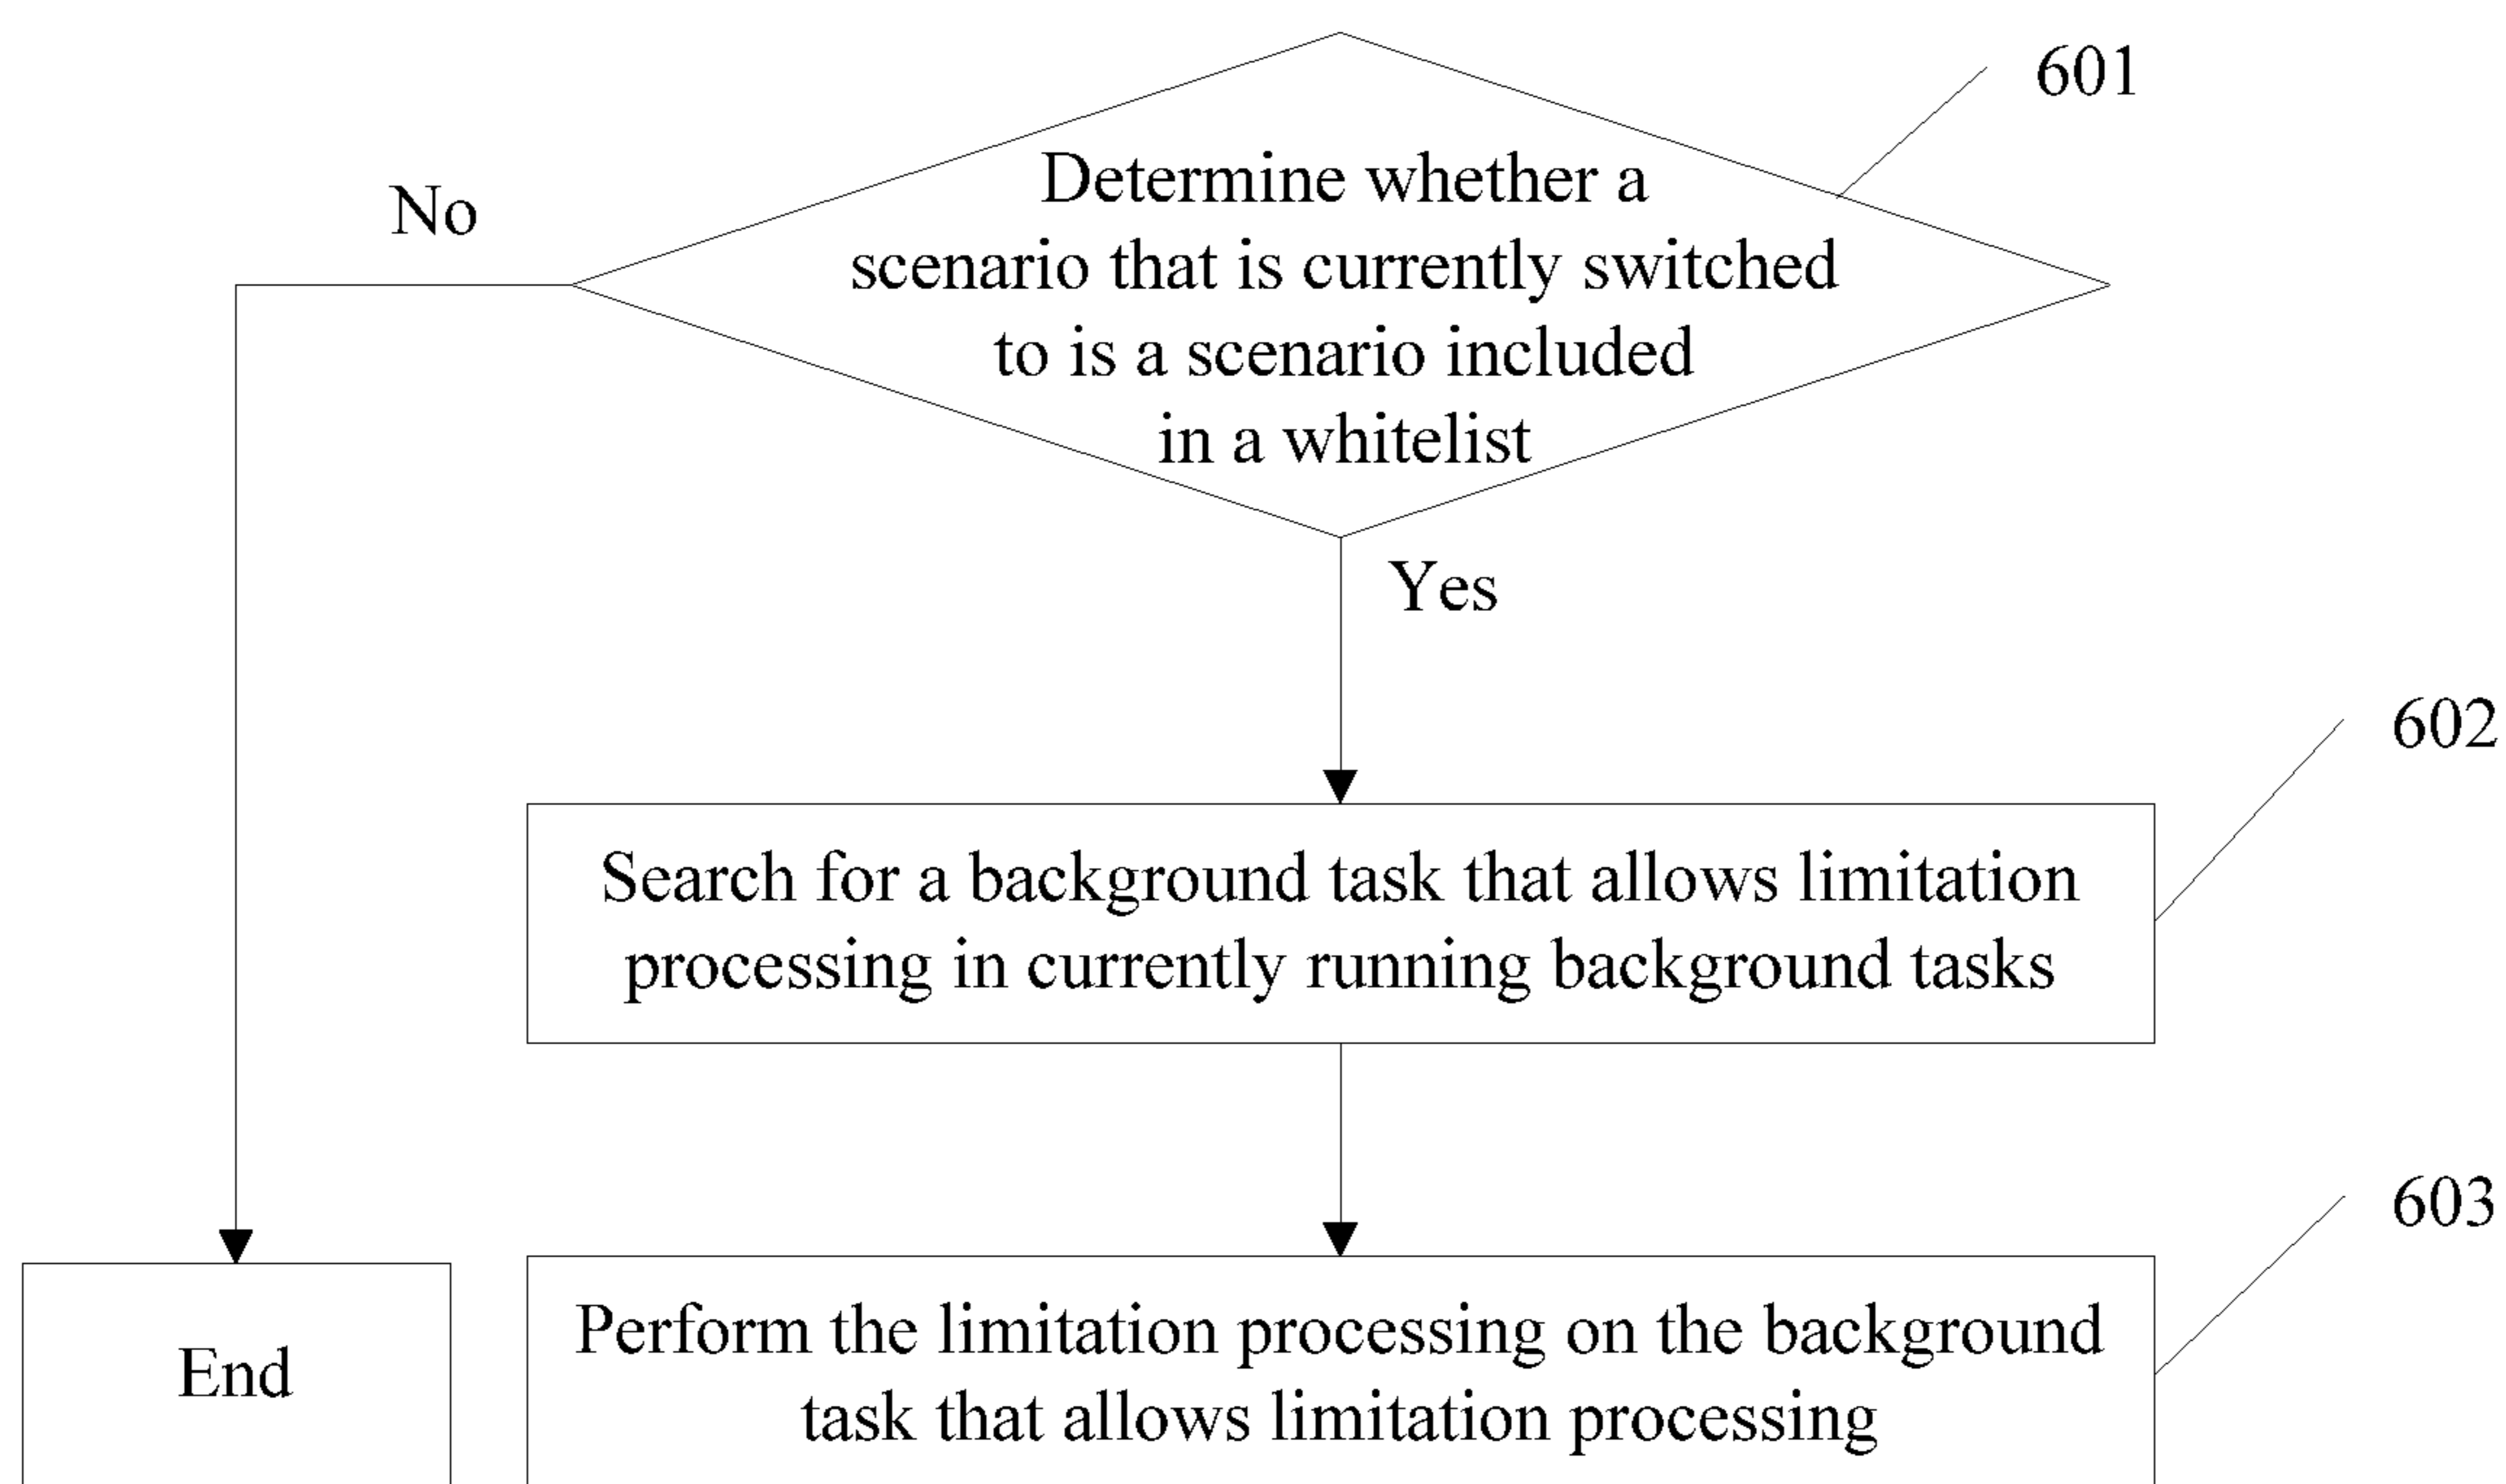 601
Determine whether a
scenario that is currently switched
to is a scenario included
in a whitelist
No
Yes
602
Search for a background task that allows limitation
processing in currently running background tasks
603
Perform the limitation processing on the background
task that allows limitation processing
End